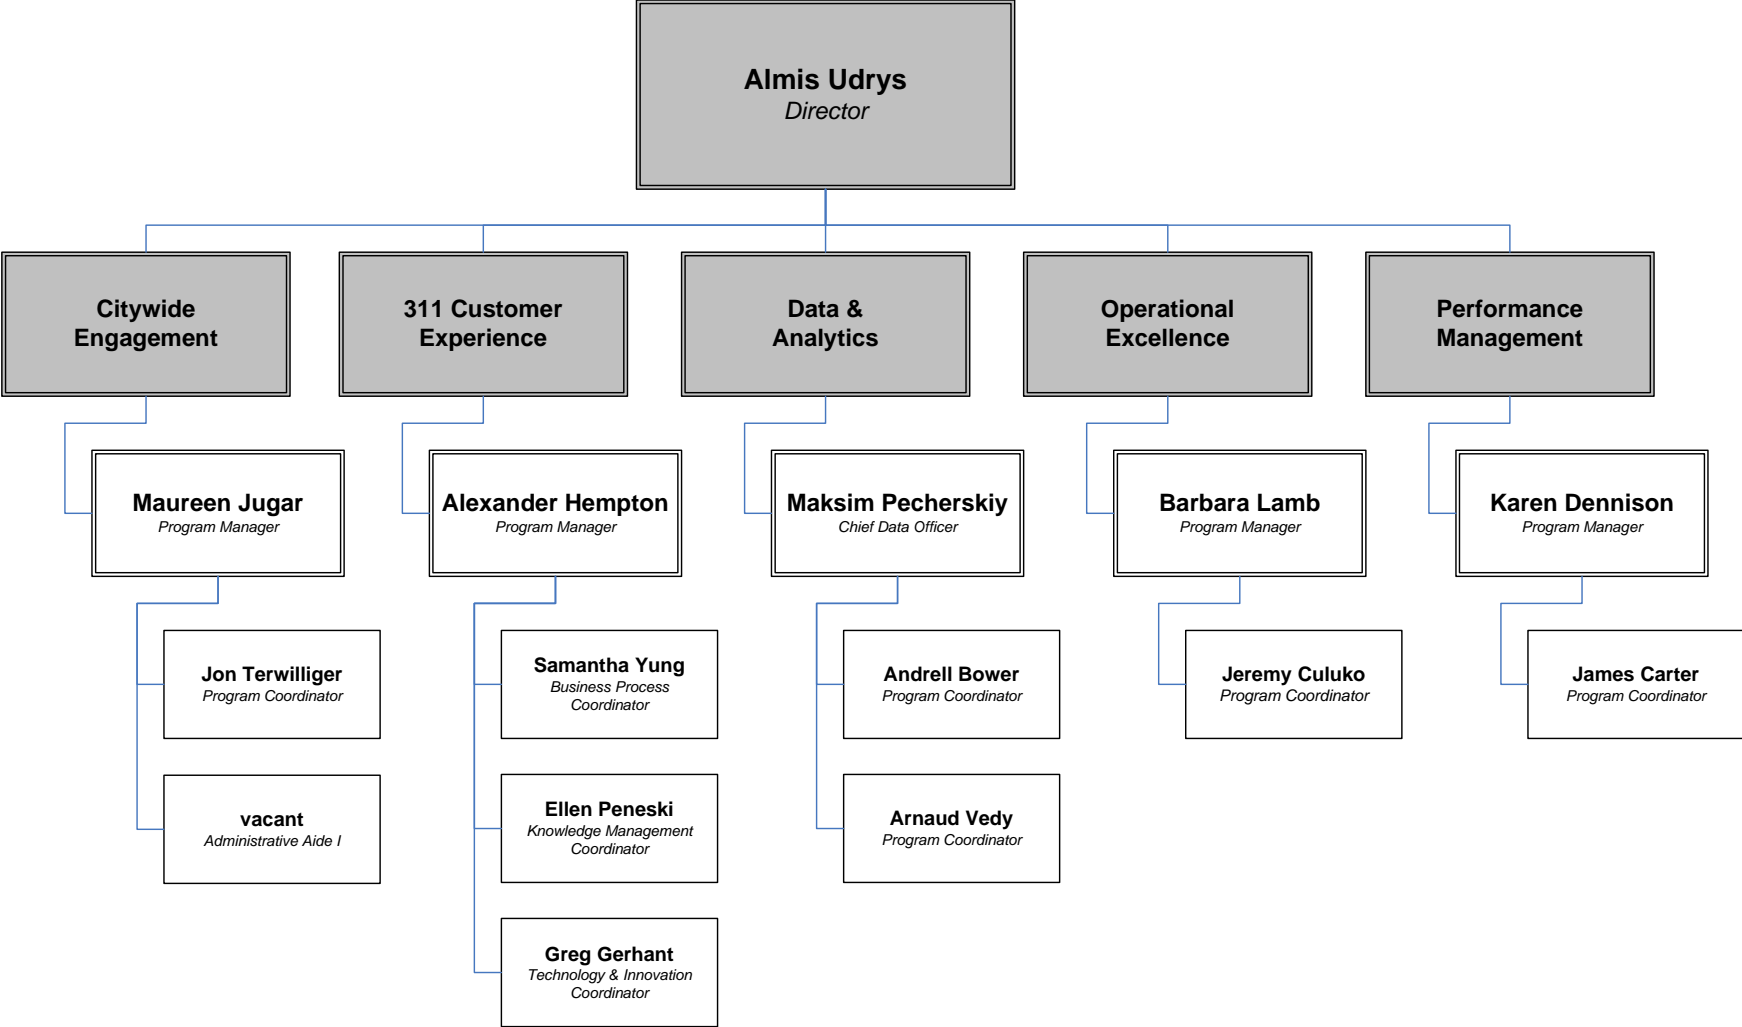 Almis Udrys
Director
Citywide
Engagement
311 Customer
Experience
Data &
Analytics
Operational
Excellence
Performance
Management
Maureen Jugar
Program Manager
Alexander Hempton
Program Manager
Maksim Pecherskiy
Chief Data Officer
Barbara Lamb
Program Manager
Karen Dennison
Program Manager
Jon Terwilliger
Program Coordinator
Samantha Yung
Business Process
Coordinator
Andrell Bower
Program Coordinator
Jeremy Culuko
Program Coordinator
James Carter
Program Coordinator
vacant
Administrative Aide I
Ellen Peneski
Knowledge Management
Coordinator
Arnaud Vedy
Program Coordinator
Greg Gerhant
Technology & Innovation
Coordinator